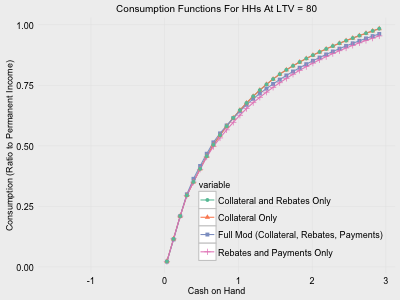 Consumption Functions For HHs At LTV = 80
Consumption (Ratio to Permanent Income)
1.00
0.75
0.50
0.25
0.00
variable
Collateral and Rebates Only
Collateral Only
Full Mod (Collateral, Rebates, Payments)
Rebates and Payments Only
-1
0
1
2
3
Cash on Hand